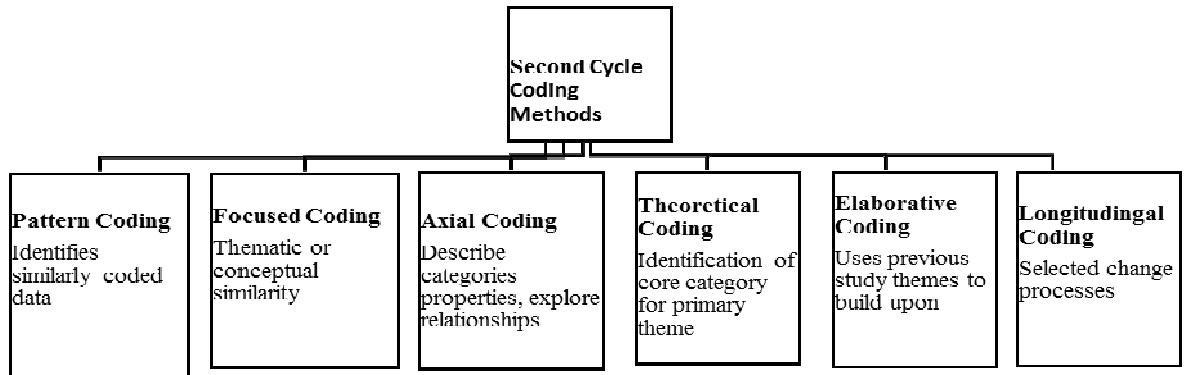 Second Cycle
Coding
Methods
Pattern Coding
Identifies
similarly coded
data
Focused Coding
Thematic or
conceptual
similarity
Axial Coding
Describe
categories
properties, explore
relationships
Theoretical
Coding
Identification of
core category
for primary
theme
Elaborative
Coding
Uses previous
study themes to
build upon
Longitudingal
Coding
Selected change
processes